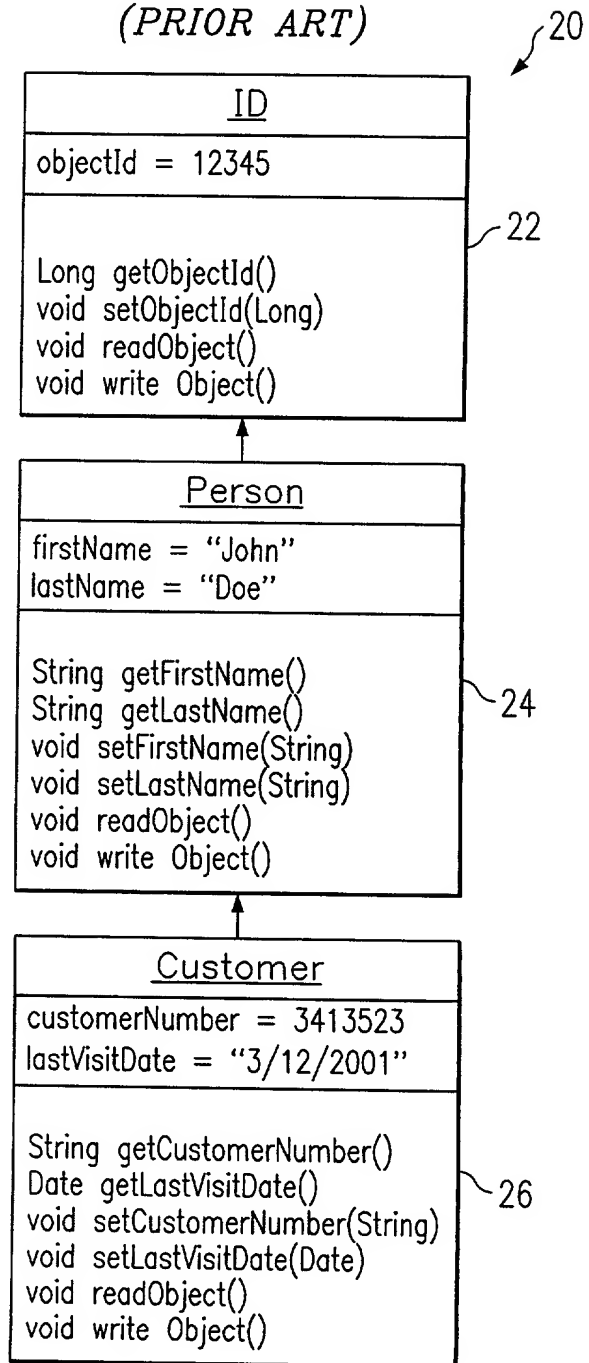 (PRIOR ART)
20
ID
objectId = 12345
22
Long getObjectId()
void setObjectId(Long)
void readObject()
void write Object()
Person
firstName = “John”
lastName = “Doe”
String getFirstName()
String getLastName()
24
void setFirstName(String)
void setLastName(String)
void readObject()
void write Object()
Customer
customerNumber = 3413523
lastVisitDate = “3/12/2001”
String getCustomerNumber()
Date getLastVisitDate()
26
void setCustomerNumber(String)
void setLastVisitDate(Date)
void readObject()
void write Object()